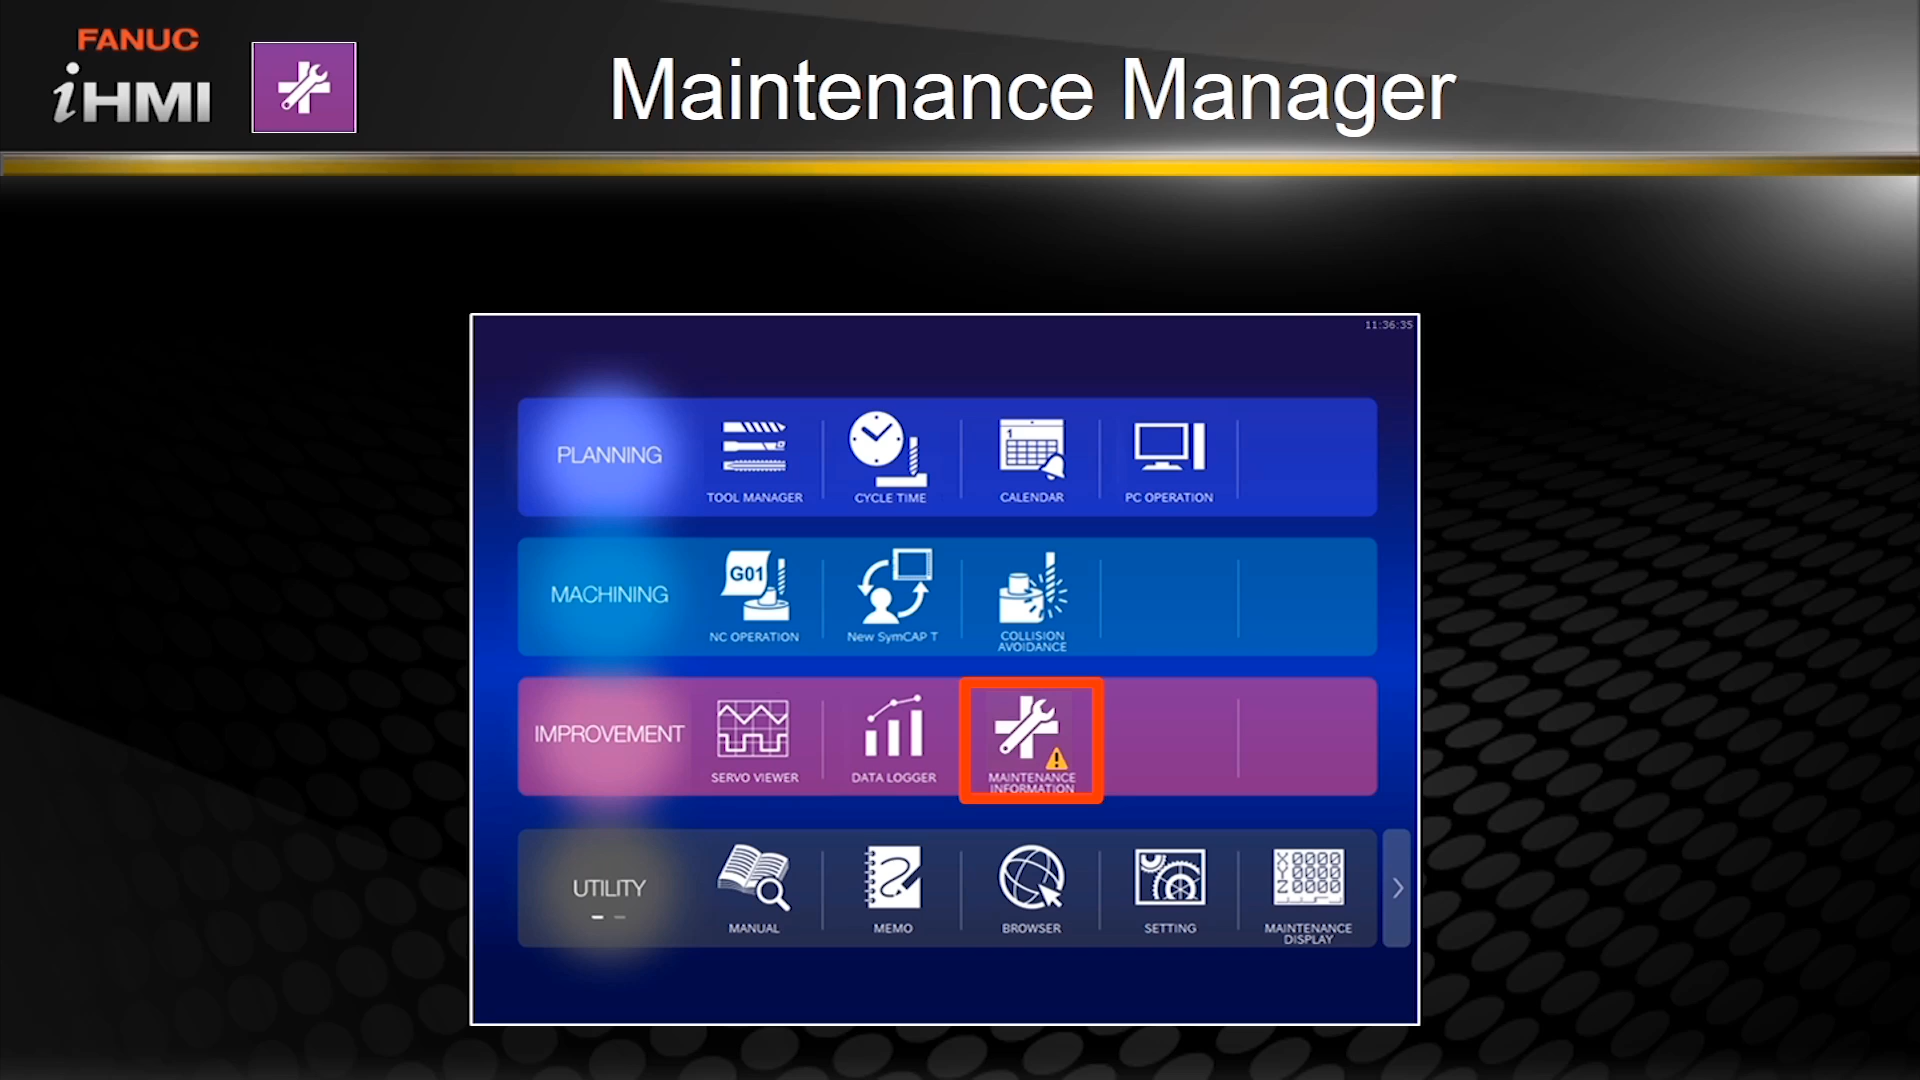 FANUC
iHMI
Maintenance Manager
11:36:35
PLANNING
TOOL MANAGER
CYCLE TIME
1
CALENDAR
PC OPERATION
MACHINING
G01
NC OPERATION
New SymCAP T
COLLISION
AVOIDANCE
IMPROVEMENT
SERVO VIEWER
DATA LOGGER
MAINTENANCE
INFORMATION
UTILITY
MANUAL
MEMO
BROWSER
SETTING
X0000
Y0000
Z0000
MAINTENANCE
DISPLAY